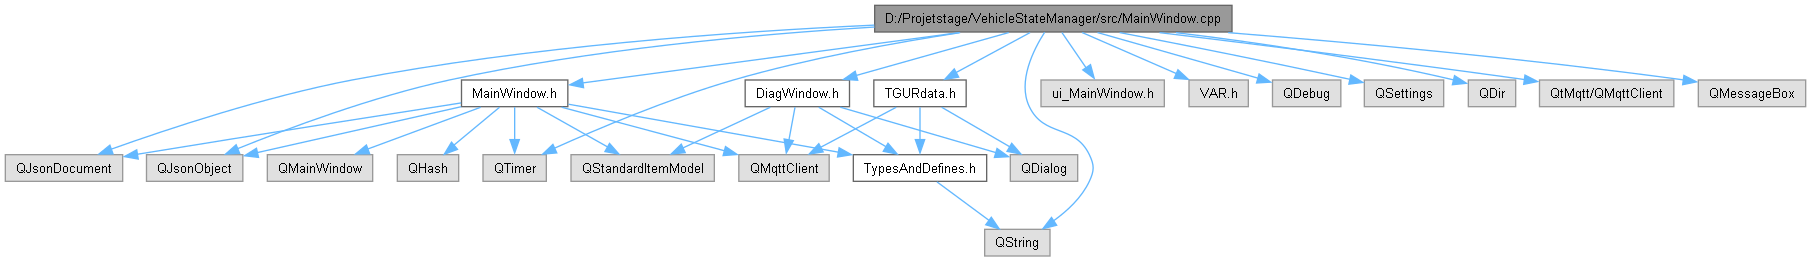 D:/Projetstage/VehicleStateManager/src/MainWindow.cpp
MainWindow.h
DiagWindow.h
TGURdata.h
ui_MainWindow.h
VAR.h
QDebug
QSettings
QDir
QtMqtt/QMqttClient
QMessageBox
QJsonDocument
QJsonObject
QMainWindow
QHash
QTimer
QStandardItemModel
QMqttClient
TypesAndDefines.h
QDialog
QString